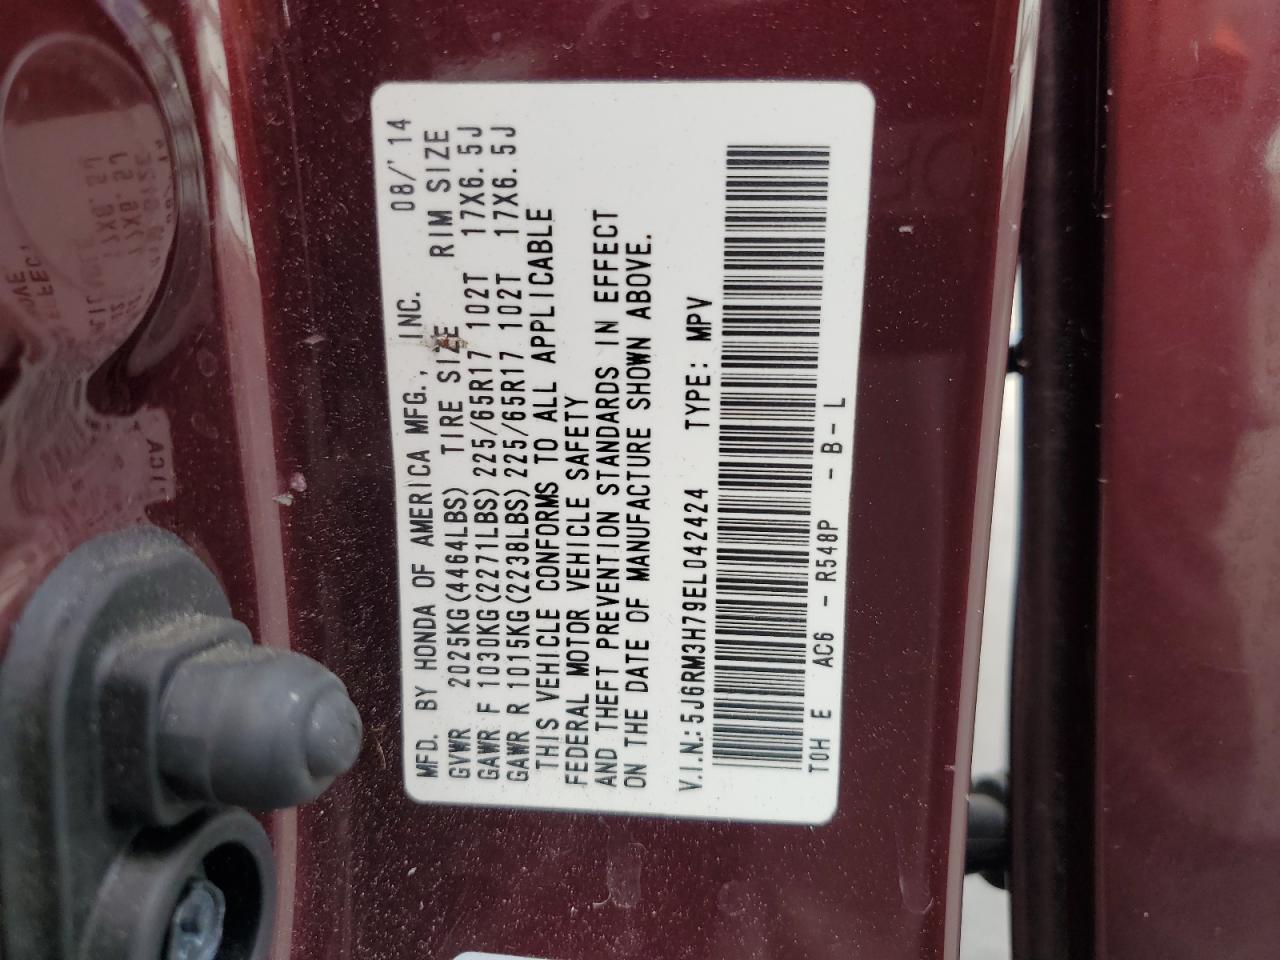 MFD. BY HONDA OF AMERICA MFG., INC. 08/'14
GVWR 2025KG(4464LBS) TIRE SIZE RIM SIZE
GAWR F 1030KG(2271LBS) 225/65R17 102T 17X6.5J
GAWR R 1015KG(2238LBS) 225/65R17 102T 17X6.5J
THIS VEHICLE CONFORMS TO ALL APPLICABLE
FEDERAL MOTOR VEHICLE SAFETY
AND THEFT PREVENTION STANDARDS IN EFFECT
ON THE DATE OF MANUFACTURE SHOWN ABOVE.
V.I.N.: 5J6RM3H79EL042424 TYPE: MPV
TOH E AC6 - R548P - B - L